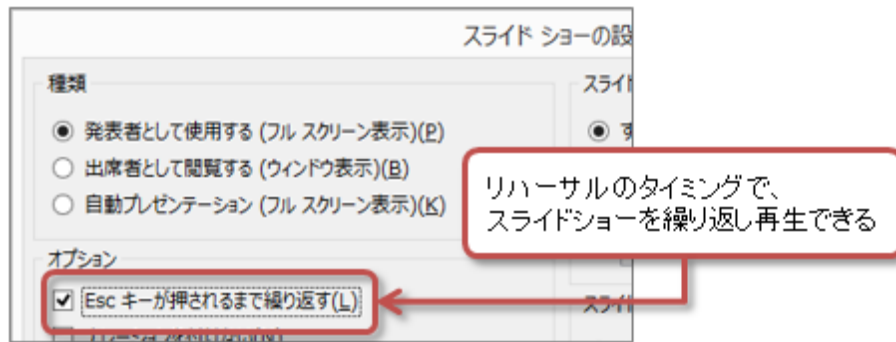 スライド ショーの設
種類
スライ
発表者として使用する (フル スクリーン表示)(P)
す
出席者として閲覧する (ウィンドウ表示)(B)
自動プレゼンテーション (フル スクリーン表示)(K)
リハーサルのタイミングで、
スライドショーを繰り返し再生できる
オプション
Esc キーが押されるまで繰り返す(L)
スライ